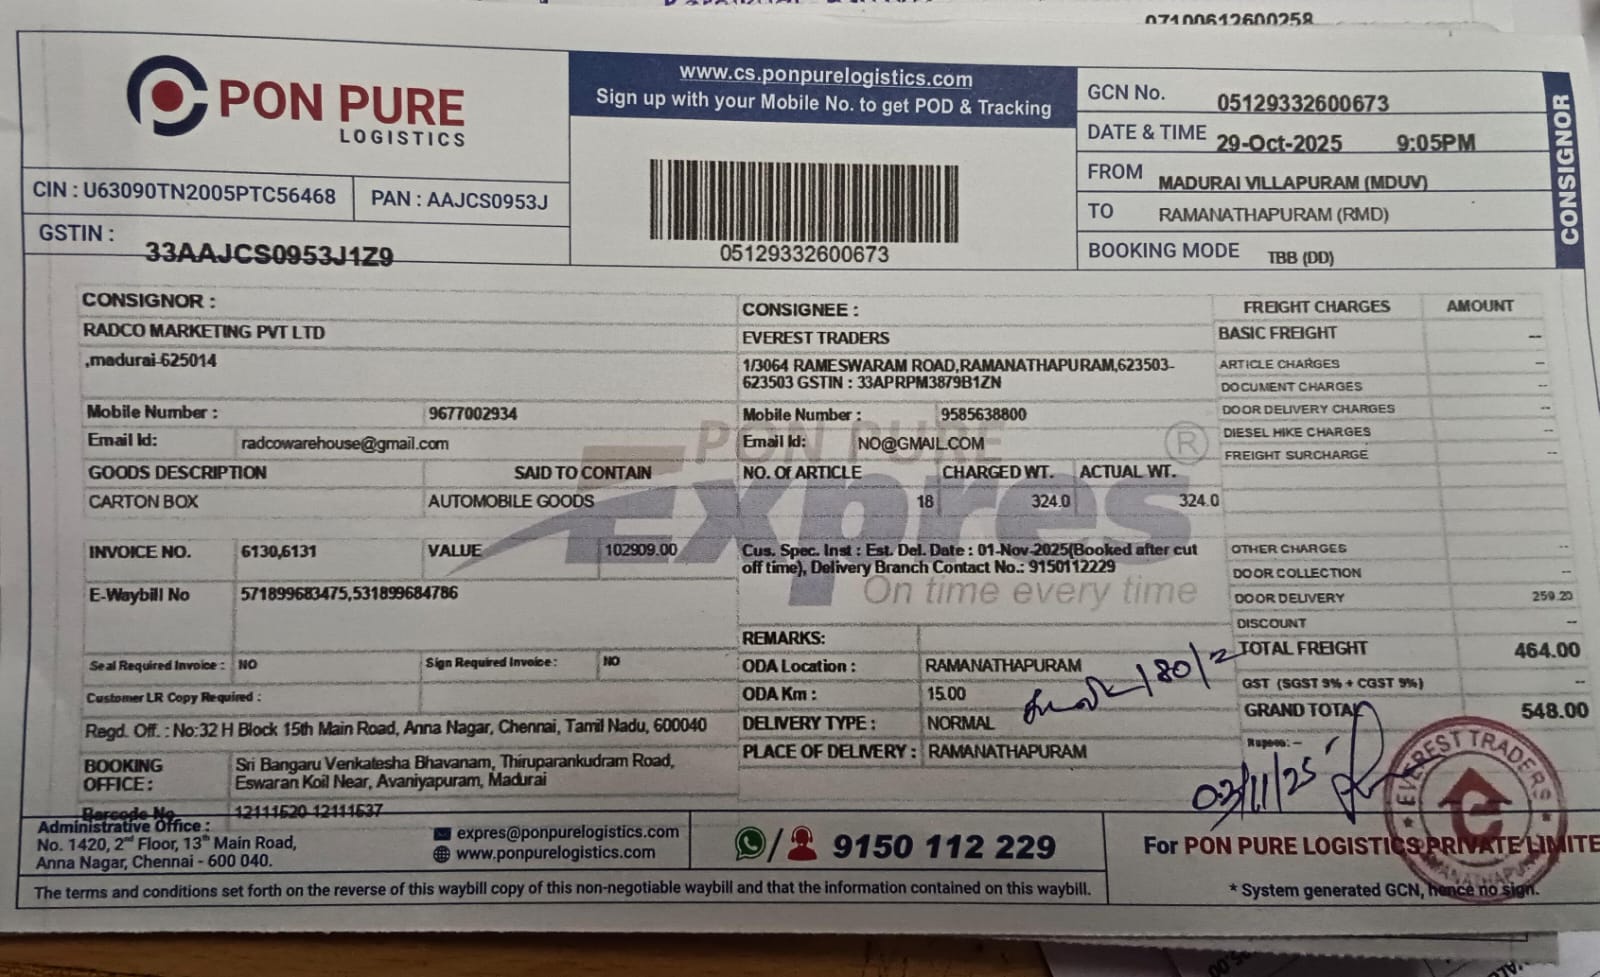 07100612600258
PON PURE
LOGISTICS
www.cs.ponpurelogistics.com
Sign up with your Mobile No. to get POD & Tracking
05129332600673
GCN No. 05129332600673
DATE & TIME 29-Oct-2025 9:05PM
FROM MADURAI VILLAPURAM (MDUV)
TO RAMANATHAPURAM (RMD)
BOOKING MODE TBB (DD)
CONSIGNOR
CIN : U63090TN2005PTC56468
PAN : AAJCS0953J
GSTIN : 33AAJCS0953J1Z9
CONSIGNOR :
RADCO MARKETING PVT LTD
,madurai-625014
Mobile Number : 9677002934
Email Id: radcowarehouse@gmail.com
GOODS DESCRIPTION SAID TO CONTAIN
CARTON BOX AUTOMOBILE GOODS
INVOICE NO. 6130,6131 VALUE 102909.00
E-Waybill No 571899683475,531899684786
Seal Required Invoice : NO Sign Required Invoice: NO
Customer LR Copy Required :
Regd. Off. : No:32 H Block 15th Main Road, Anna Nagar, Chennai, Tamil Nadu, 600040
BOOKING OFFICE : Sri Bangaru Venkatesha Bhavanam, Thiruparankudram Road,
Eswaran Koil Near, Avaniyapuram, Madurai
Barcode No 12111520-12111537
CONSIGNEE :
EVEREST TRADERS
1/3064 RAMESWARAM ROAD,RAMANATHAPURAM,623503-
623503 GSTIN : 33APRPM3879B1ZN
Mobile Number : 9585638800
Email Id: NO@GMAIL.COM
NO. Of ARTICLE CHARGED WT. ACTUAL WT.
18 324.0 324.0
PON PURE
Expres
®
On time every time
Cus. Spec. Inst : Est. Del. Date : 01-Nov-2025(Booked after cut
off time), Delivery Branch Contact No.: 9150112229
REMARKS:
ODA Location : RAMANATHAPURAM
ODA Km : 15.00
DELIVERY TYPE : NORMAL
PLACE OF DELIVERY : RAMANATHAPURAM
180/2
FREIGHT CHARGES AMOUNT
BASIC FREIGHT --
ARTICLE CHARGES --
DOCUMENT CHARGES --
DOOR DELIVERY CHARGES --
DIESEL HIKE CHARGES --
FREIGHT SURCHARGE --
OTHER CHARGES --
DOOR COLLECTION --
DOOR DELIVERY 259.20
DISCOUNT --
TOTAL FREIGHT 464.00
GST (SGST 9% + CGST 9%) --
GRAND TOTAL 548.00
Rupees: --
03/11/25
EVEREST TRADERS
RAMANATHAPURAM
Administrative Office :
No. 1420, 2nd Floor, 13th Main Road,
Anna Nagar, Chennai - 600 040.
expres@ponpurelogistics.com
www.ponpurelogistics.com
9150 112 229
For PON PURE LOGISTICS PRIVATE LIMITE
The terms and conditions set forth on the reverse of this waybill copy of this non-negotiable waybill and that the information contained on this waybill.
* System generated GCN, hence no sign.